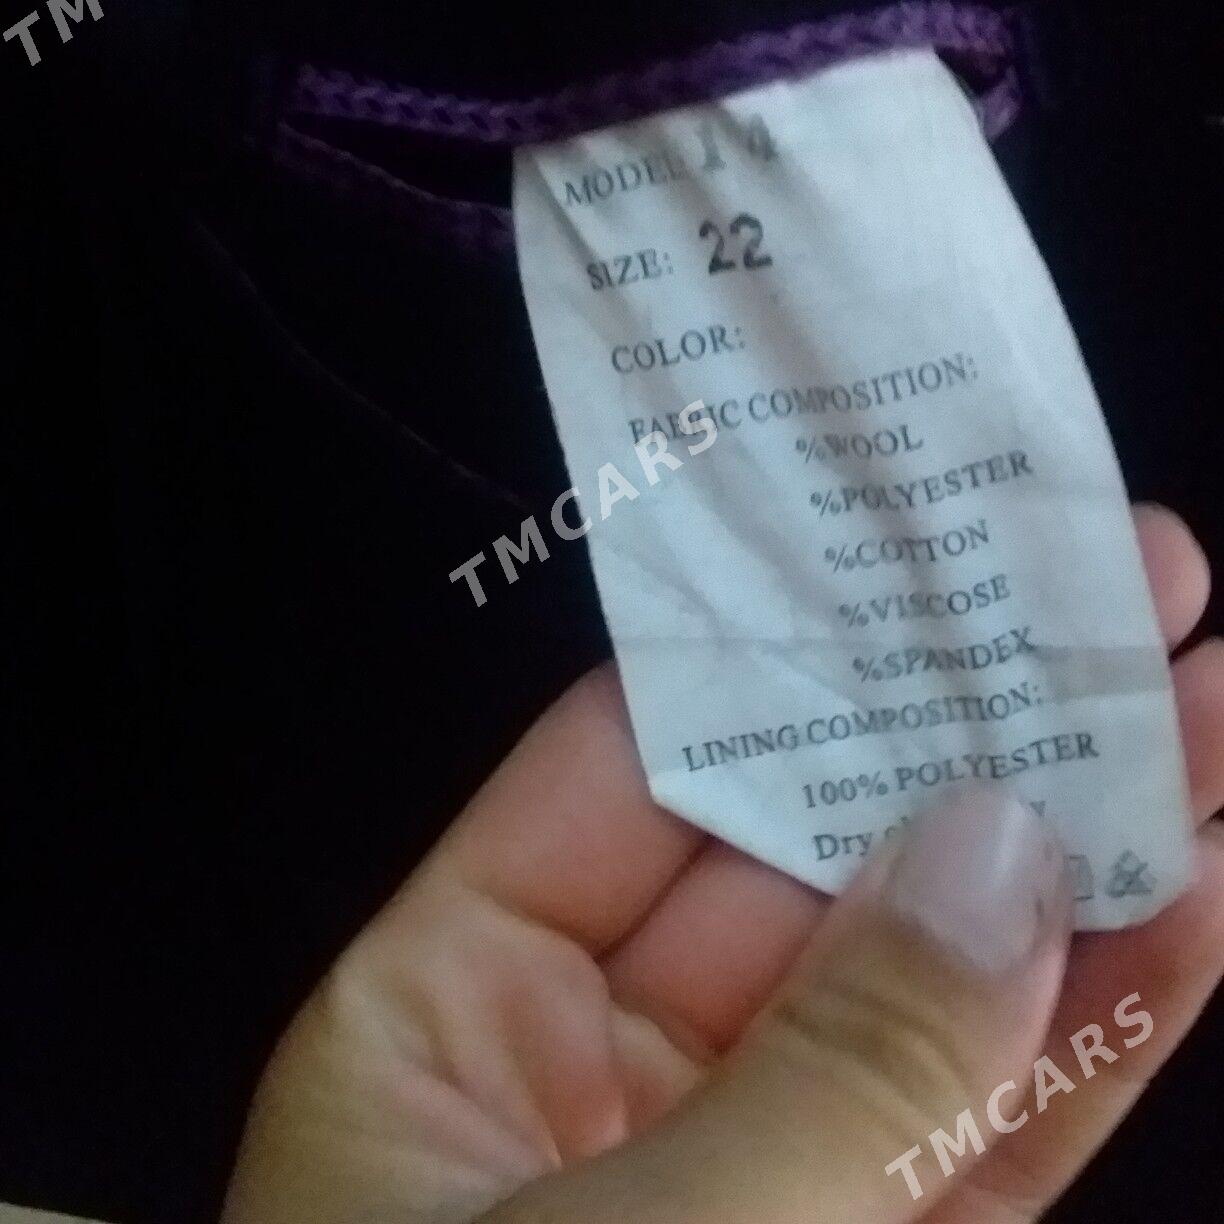 TM
MODEL 14
SIZE: 22
COLOR:
FABRIC COMPOSITION:
%WOOL
%POLYESTER
%COTTON
%VISCOSE
%SPANDEX
LINING COMPOSITION:
100% POLYESTER
Dry
TMCARS
TMCARS